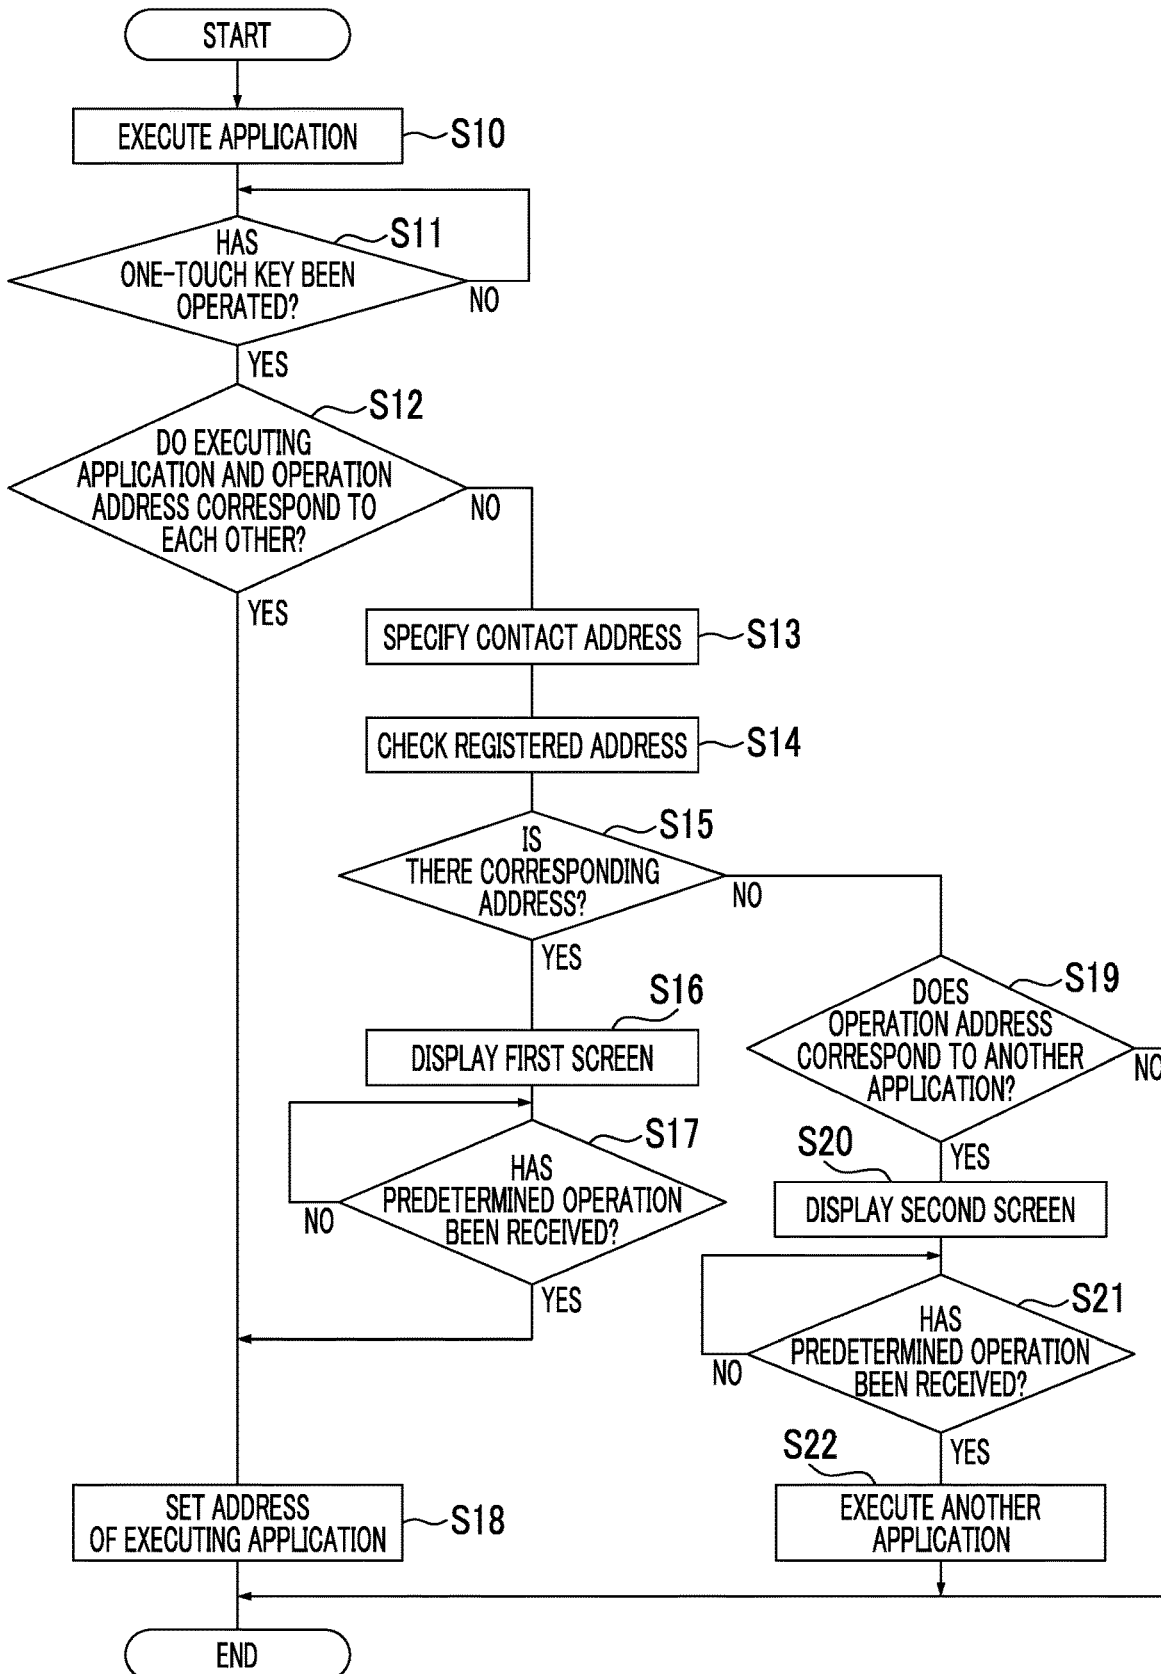 START
EXECUTE APPLICATION
S10
S11
HAS
ONE-TOUCH KEY BEEN
OPERATED?
NO
YES
S12
DO EXECUTING
APPLICATION AND OPERATION
ADDRESS CORRESPOND TO
EACH OTHER?
NO
YES
SPECIFY CONTACT ADDRESS
S13
CHECK REGISTERED ADDRESS
S14
S15
IS
THERE CORRESPONDING
ADDRESS?
NO
YES
S16
DISPLAY FIRST SCREEN
S17
HAS
PREDETERMINED OPERATION
BEEN RECEIVED?
NO
YES
S18
SET ADDRESS
OF EXECUTING APPLICATION
S19
DOES
OPERATION ADDRESS
CORRESPOND TO ANOTHER
APPLICATION?
NO
YES
S20
DISPLAY SECOND SCREEN
S21
HAS
PREDETERMINED OPERATION
BEEN RECEIVED?
NO
YES
S22
EXECUTE ANOTHER
APPLICATION
END